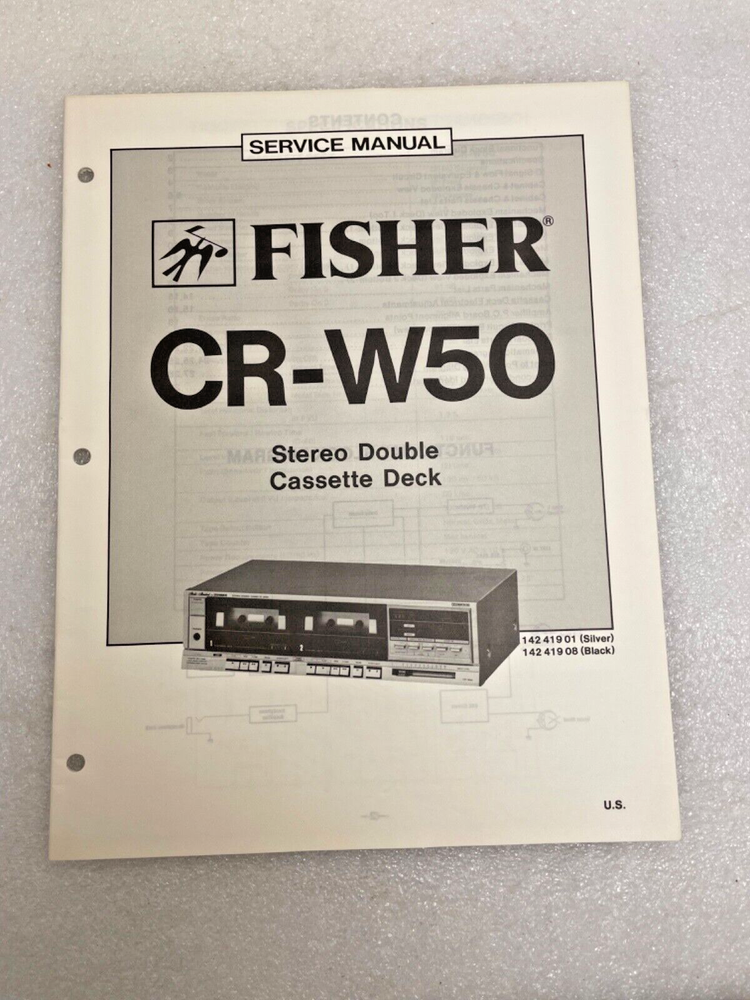 SERVICE MANUAL
FISHER®
CR-W50
Stereo Double
Cassette Deck
142 419 01 (Silver)
142 419 08 (Black)
U.S.